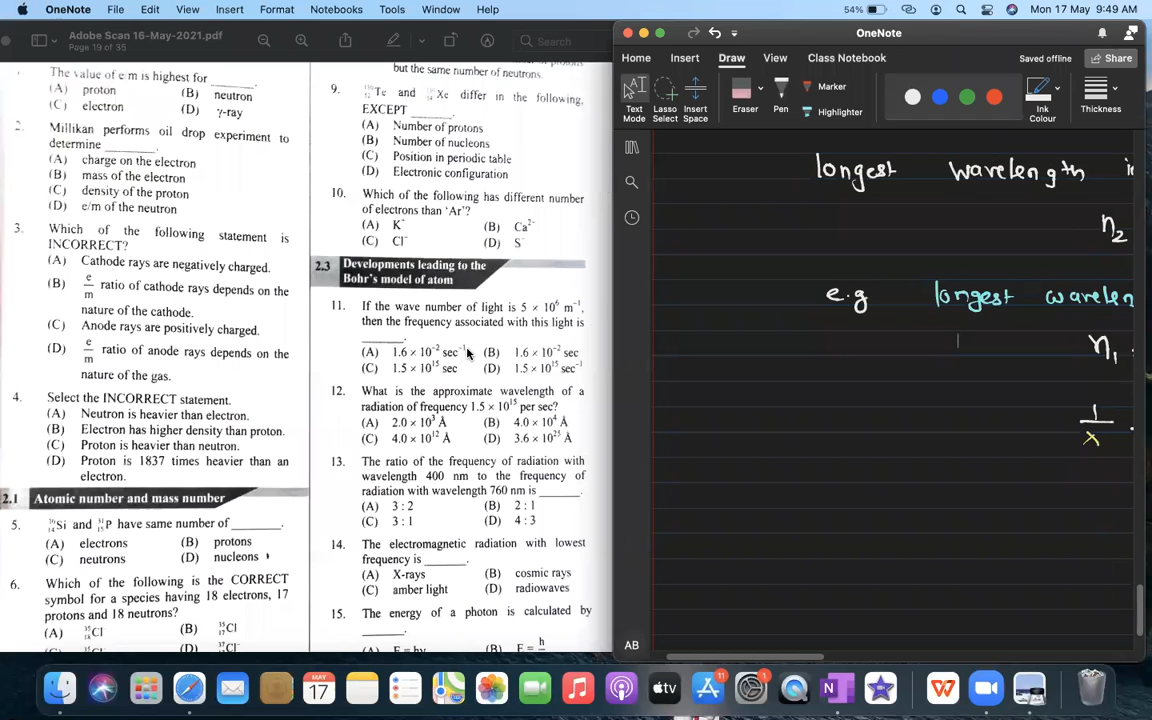 OneNote File Edit View Insert Format Notebooks Tools Window Help 54% Mon 17 May 9:49 AM
Adobe Scan 16-May-2021.pdf
Page 19 of 35
Search
The value of e/m is highest for ______
(A) proton (B) neutron
(C) electron (D) γ-ray
2. Millikan performs oil drop experiment to
determine ______
(A) charge on the electron
(B) mass of the electron
(C) density of the proton
(D) e/m of the neutron
3. Which of the following statement is
INCORRECT?
(A) Cathode rays are negatively charged.
(B) e/m ratio of cathode rays depends on the
nature of the cathode.
(C) Anode rays are positively charged.
(D) e/m ratio of anode rays depends on the
nature of the gas.
4. Select the INCORRECT statement.
(A) Neutron is heavier than electron.
(B) Electron has higher density than proton.
(C) Proton is heavier than neutron.
(D) Proton is 1837 times heavier than an
electron.
2.1 Atomic number and mass number
5. ³⁰₁₄Si and ³¹₁₅P have same number of ______.
(A) electrons (B) protons
(C) neutrons (D) nucleons
6. Which of the following is the CORRECT
symbol for a species having 18 electrons, 17
protons and 18 neutrons?
(A) ³⁵₁₈Cl (B) ³⁵₁₇Cl
but the same number of neutrons.
9. Te and Xe differ in the following,
EXCEPT ______
(A) Number of protons
(B) Number of nucleons
(C) Position in periodic table
(D) Electronic configuration
10. Which of the following has different number
of electrons than 'Ar'?
(A) K⁺ (B) Ca²⁻
(C) Cl⁻ (D) S⁻
2.3 Developments leading to the
Bohr's model of atom
11. If the wave number of light is 5 × 10⁶ m⁻¹,
then the frequency associated with this light is
______.
(A) 1.6 × 10⁻² sec⁻¹ (B) 1.6 × 10⁻² sec
(C) 1.5 × 10¹⁵ sec (D) 1.5 × 10¹⁵ sec⁻¹
12. What is the approximate wavelength of a
radiation of frequency 1.5 × 10¹⁵ per sec?
(A) 2.0 × 10³ Å (B) 4.0 × 10⁴ Å
(C) 4.0 × 10¹² Å (D) 3.6 × 10²⁵ Å
13. The ratio of the frequency of radiation with
wavelength 400 nm to the frequency of
radiation with wavelength 760 nm is ______.
(A) 3 : 2 (B) 2 : 1
(C) 3 : 1 (D) 4 : 3
14. The electromagnetic radiation with lowest
frequency is ______.
(A) X-rays (B) cosmic rays
(C) amber light (D) radiowaves
15. The energy of a photon is calculated by
______.
(A) E = hν (B) E = h
OneNote
Home Insert Draw View Class Notebook Saved offline Share
Text Mode Lasso Select Insert Space Eraser Pen Marker Highlighter Ink Colour Thickness
longest wavelength
n₂
e.g longest
n₁
1
AB
MAY
17
11
1
tv